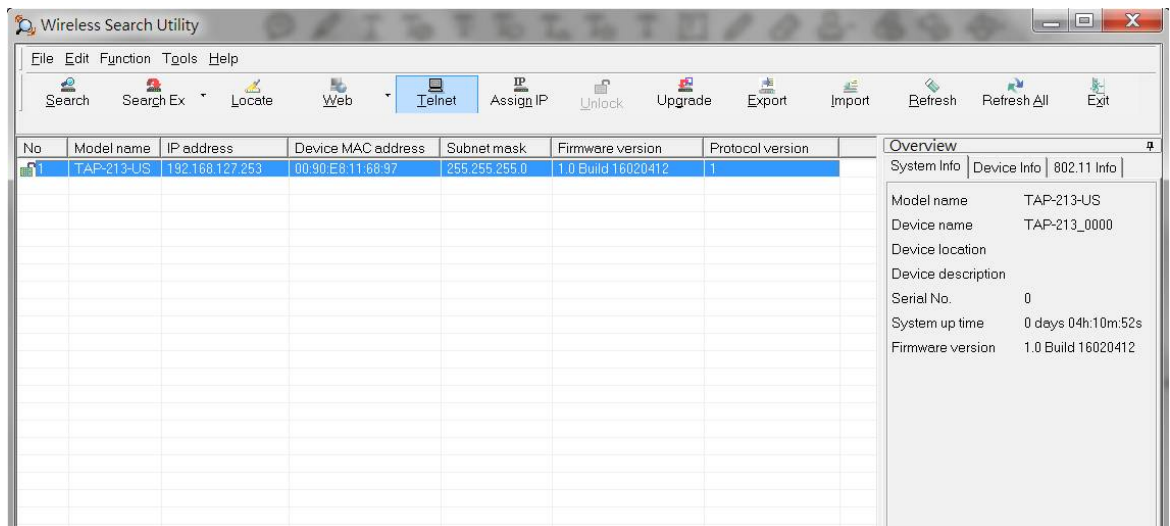 Wireless Search Utility
File Edit Function Tools Help
Search Search Ex Locate Web Telnet IP Assign IP Unlock Upgrade Export Import Refresh Refresh All Exit
No Model name IP address Device MAC address Subnet mask Firmware version Protocol version
1 TAP-213-US 192.168.127.253 00:90:E8:11:68:97 255.255.255.0 1.0 Build 16020412 1
Overview
System Info Device Info 802.11 Info
Model name TAP-213-US
Device name TAP-213_0000
Device location
Device description
Serial No. 0
System up time 0 days 04h:10m:52s
Firmware version 1.0 Build 16020412